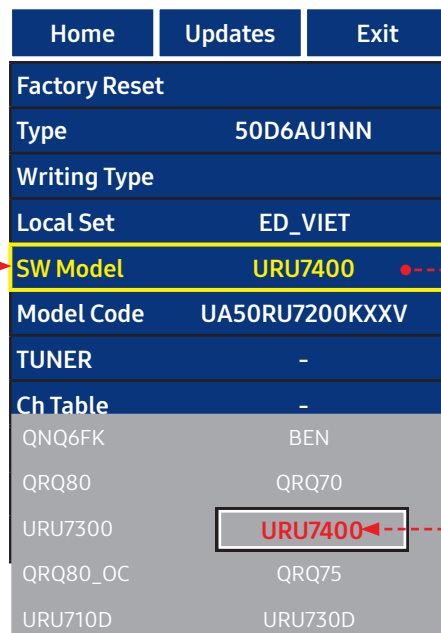 Home Updates Exit
Factory Reset
Type 50D6AU1NN
Writing Type
Local Set ED_VIET
SW Model URU7400
Model Code UA50RU7200KXXV
TUNER -
Ch Table -
QNQ6FK BEN
QRQ80 QRQ70
URU7300 URU7400
QRQ80_OC QRQ75
URU710D URU730D